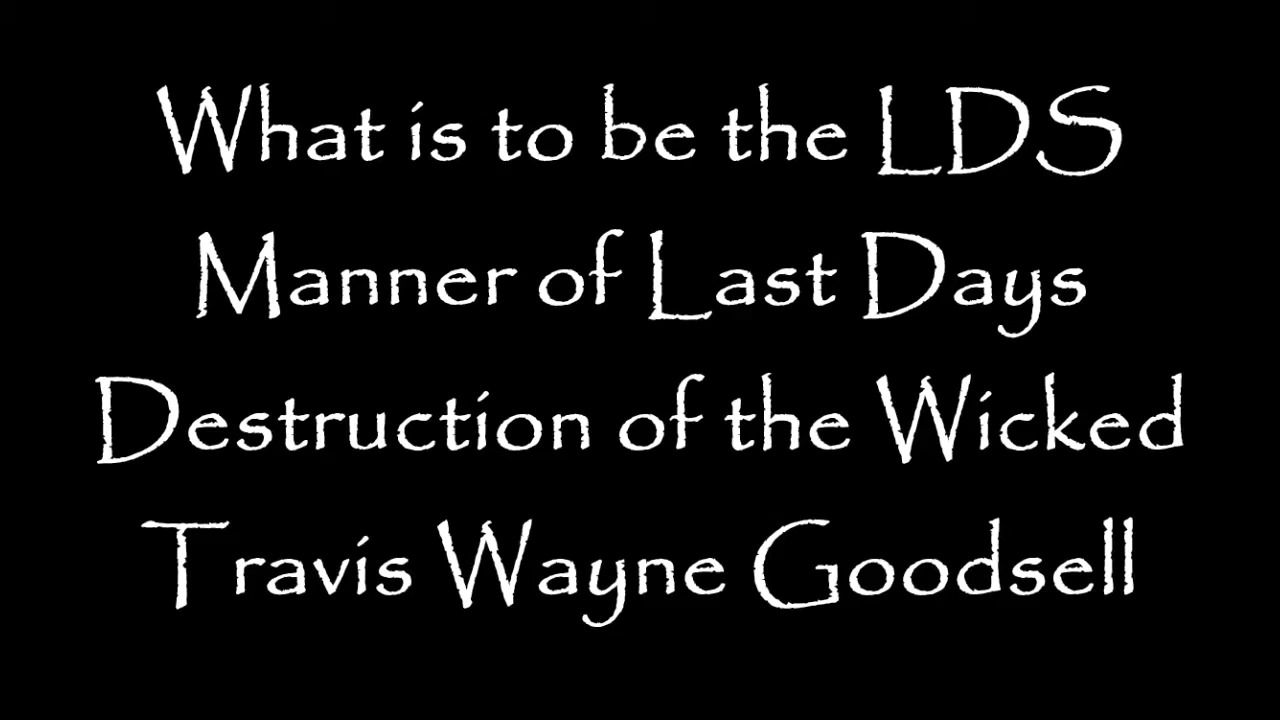 What is to be the LDS
Manner of Last Days
Destruction of the Wicked
Travis Wayne Goodsell